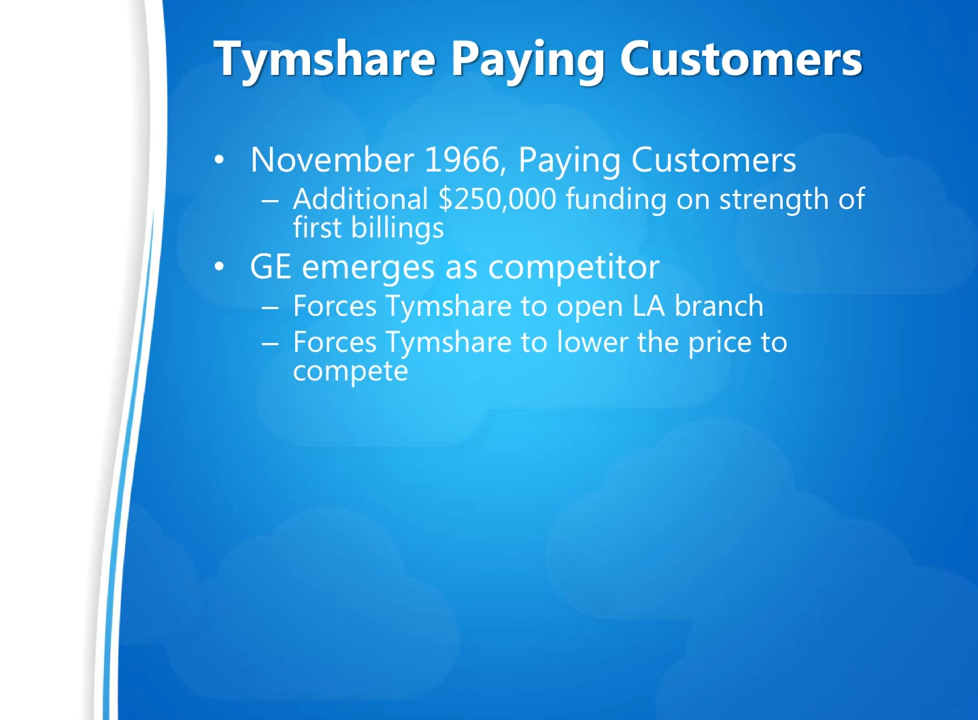 Tymshare Paying Customers
• November 1966, Paying Customers
– Additional $250,000 funding on strength of
first billings
• GE emerges as competitor
– Forces Tymshare to open LA branch
– Forces Tymshare to lower the price to
compete